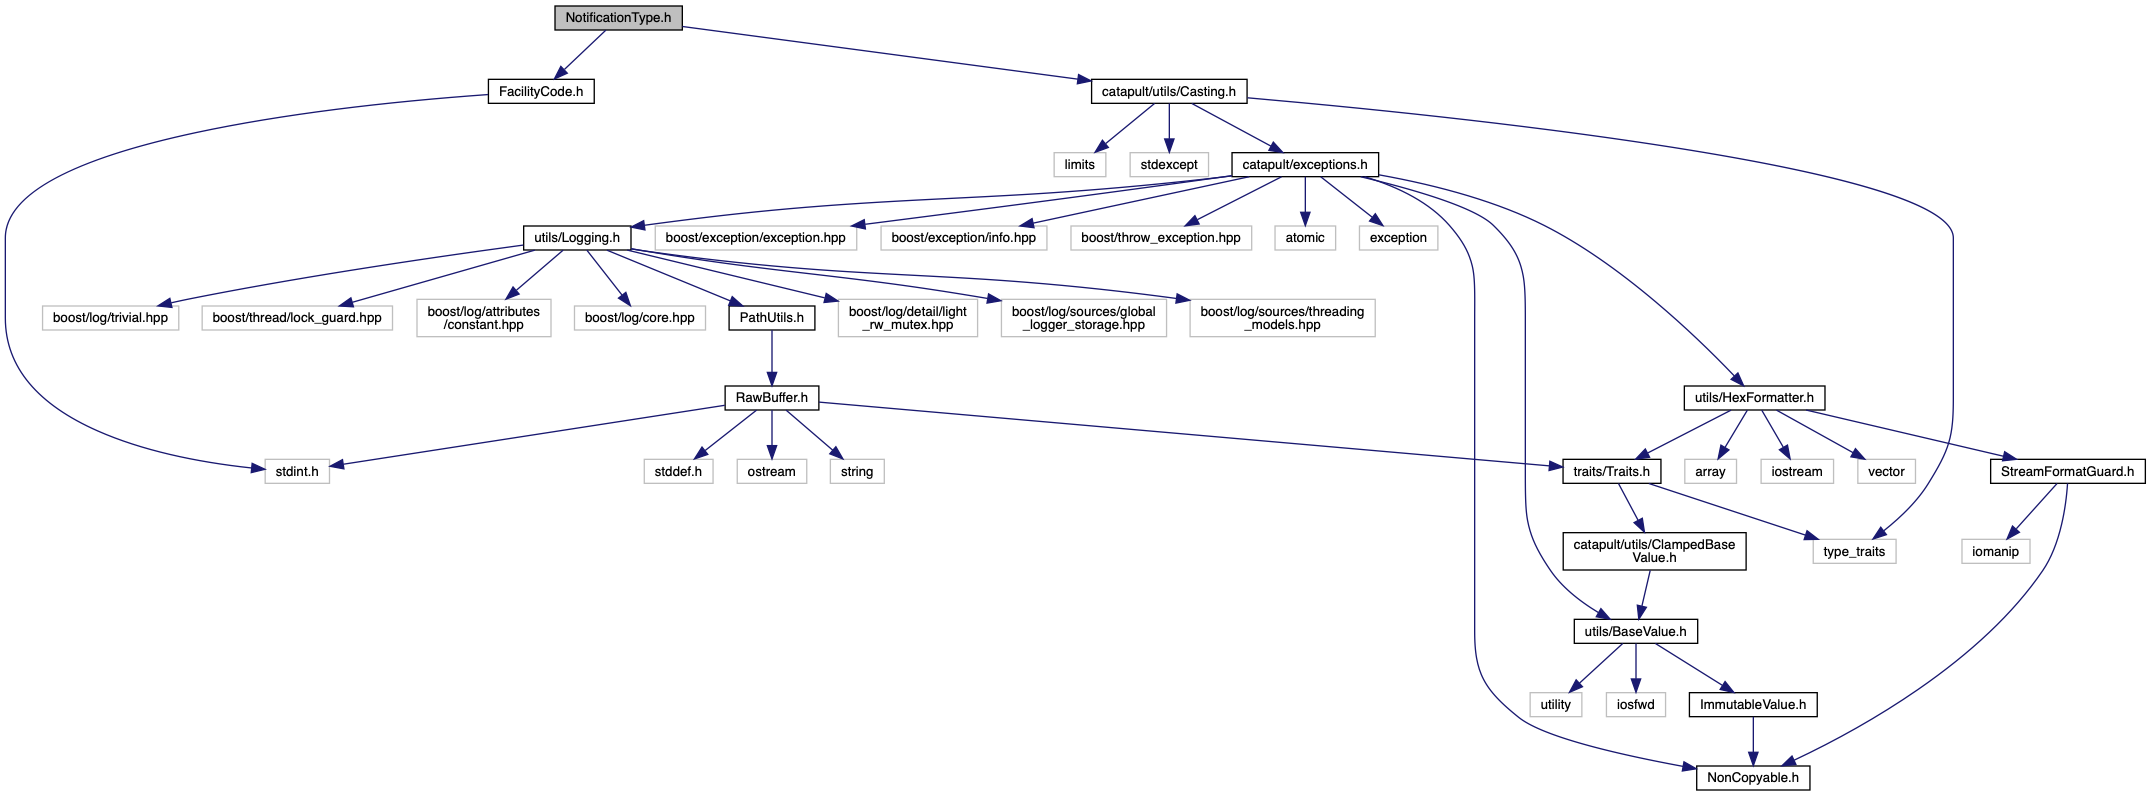 NotificationType.h
FacilityCode.h
catapult/utils/Casting.h
limits
stdexcept
catapult/exceptions.h
utils/Logging.h
boost/exception/exception.hpp
boost/exception/info.hpp
boost/throw_exception.hpp
atomic
exception
boost/log/trivial.hpp
boost/thread/lock_guard.hpp
boost/log/attributes
/constant.hpp
boost/log/core.hpp
PathUtils.h
boost/log/detail/light
_rw_mutex.hpp
boost/log/sources/global
_logger_storage.hpp
boost/log/sources/threading
_models.hpp
RawBuffer.h
utils/HexFormatter.h
stdint.h
stddef.h
ostream
string
traits/Traits.h
array
iostream
vector
StreamFormatGuard.h
catapult/utils/ClampedBase
Value.h
type_traits
iomanip
utils/BaseValue.h
utility
iosfwd
ImmutableValue.h
NonCopyable.h